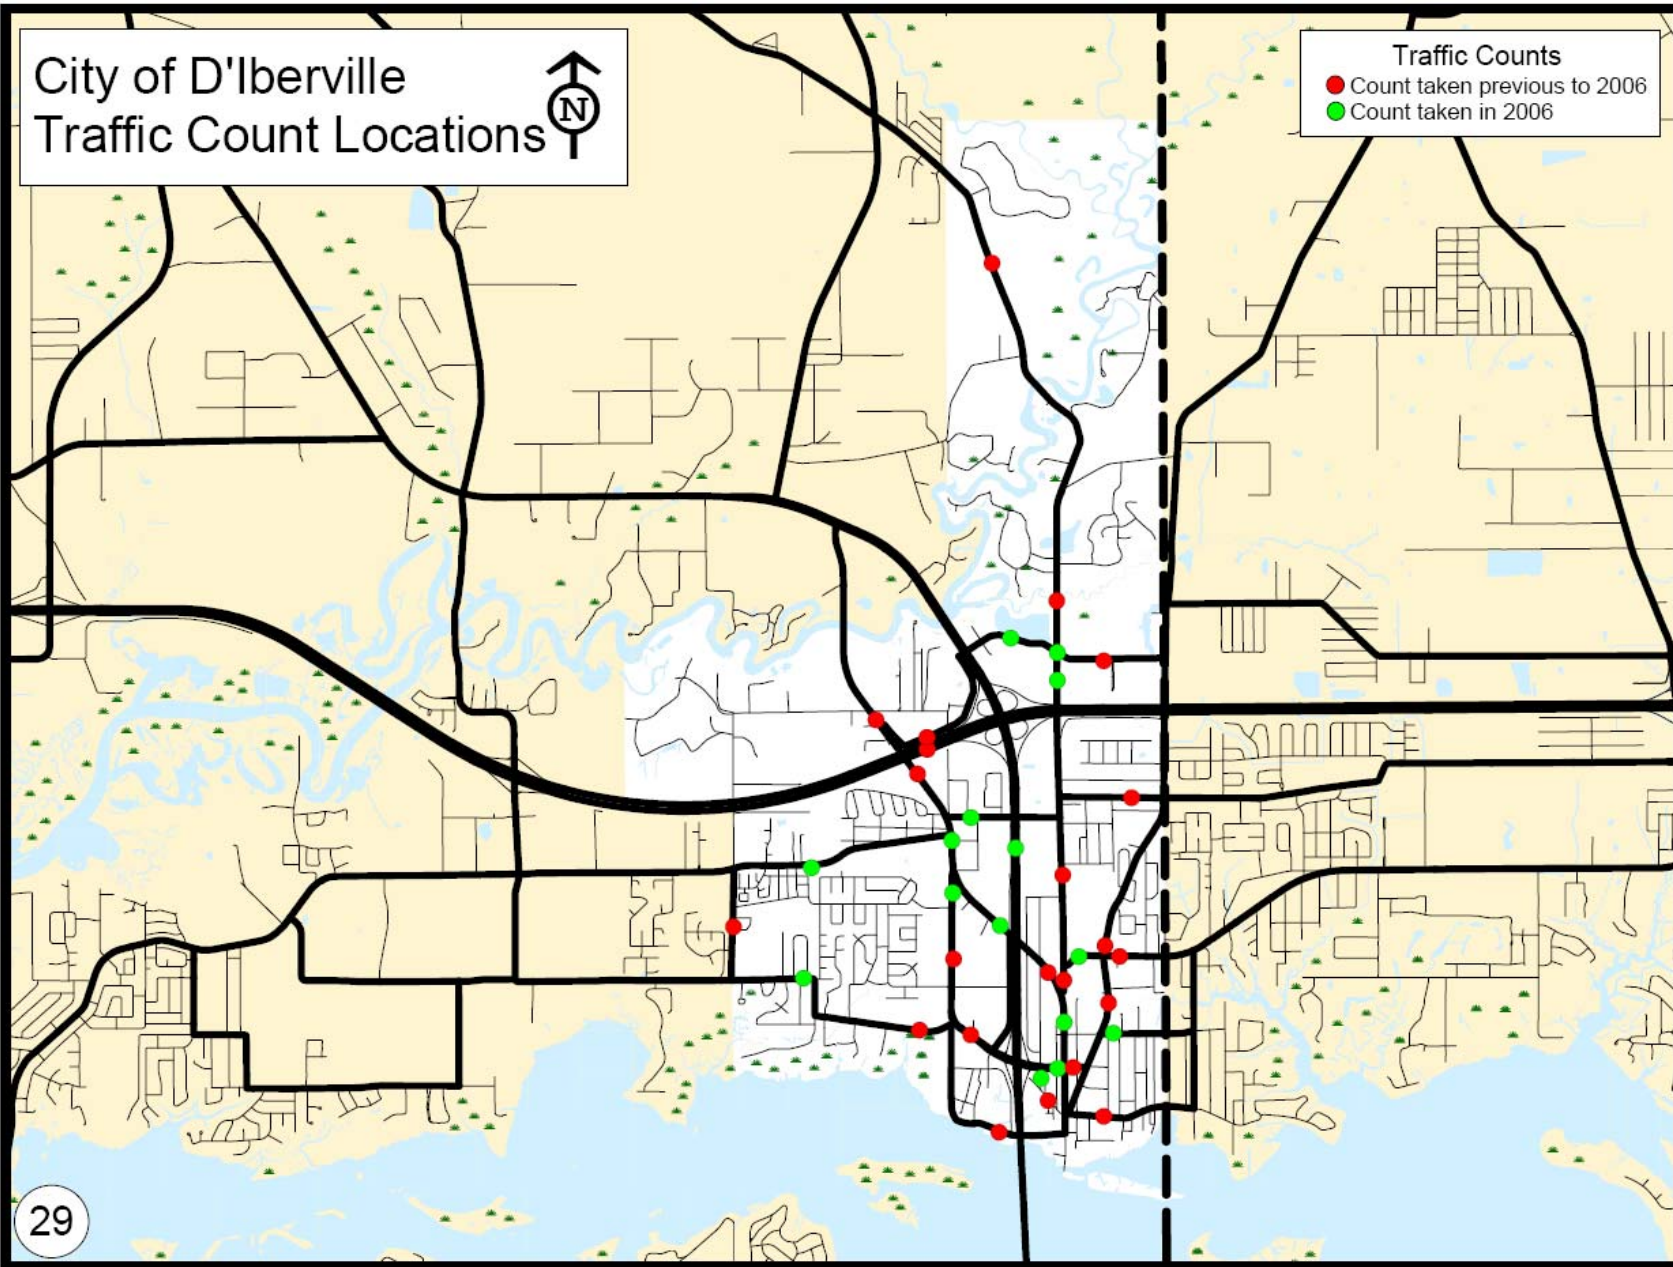 City of D'Iberville
Traffic Count Locations
N
Traffic Counts
Count taken previous to 2006
Count taken in 2006
29